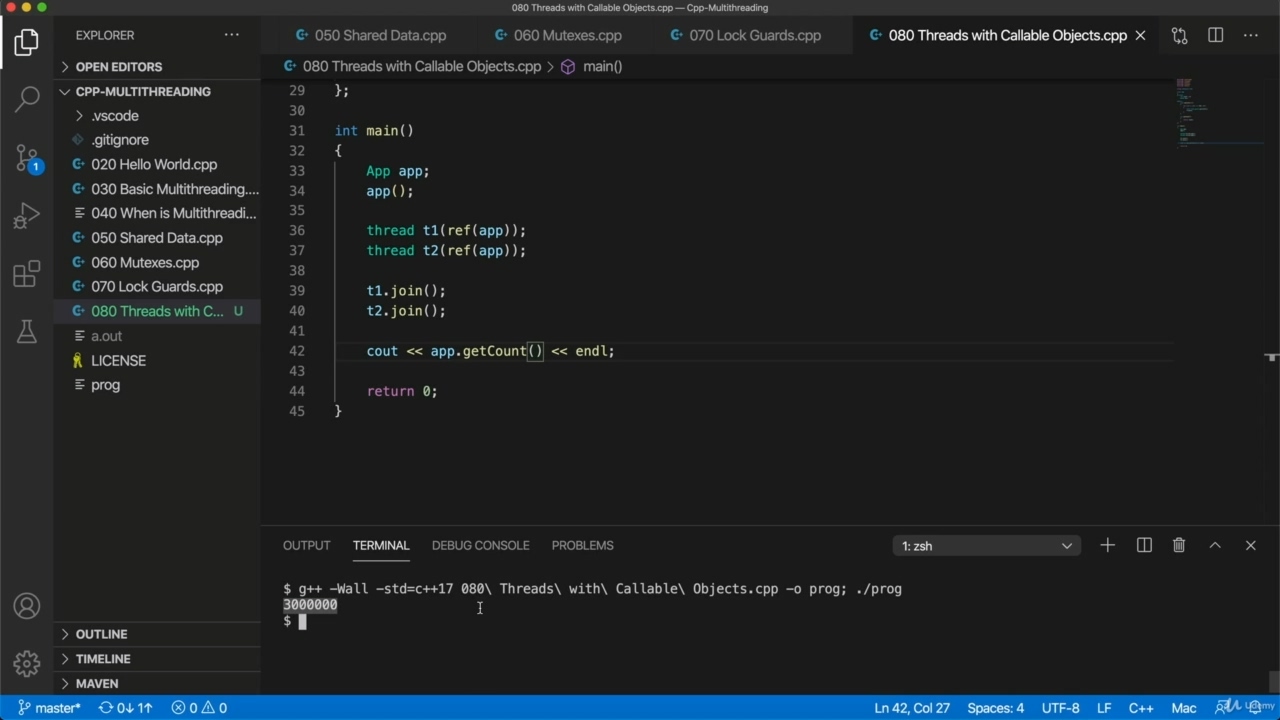 080 Threads with Callable Objects.cpp — Cpp-Multithreading
EXPLORER
050 Shared Data.cpp
060 Mutexes.cpp
070 Lock Guards.cpp
080 Threads with Callable Objects.cpp
OPEN EDITORS
080 Threads with Callable Objects.cpp > main()
CPP-MULTITHREADING
.vscode
.gitignore
020 Hello World.cpp
030 Basic Multithreading....
040 When is Multithreadi...
050 Shared Data.cpp
060 Mutexes.cpp
070 Lock Guards.cpp
080 Threads with C... U
a.out
LICENSE
prog
OUTLINE
TIMELINE
MAVEN
1
29 };
30
31 int main()
32 {
33 App app;
34 app();
35
36 thread t1(ref(app));
37 thread t2(ref(app));
38
39 t1.join();
40 t2.join();
41
42 cout << app.getCount() << endl;
43
44 return 0;
45 }
OUTPUT TERMINAL DEBUG CONSOLE PROBLEMS
1: zsh
$ g++ -Wall -std=c++17 080\ Threads\ with\ Callable\ Objects.cpp -o prog; ./prog
3000000
$
master* 0↓ 1↑ 0 0
Ln 42, Col 27 Spaces: 4 UTF-8 LF C++ Mac
Udemy